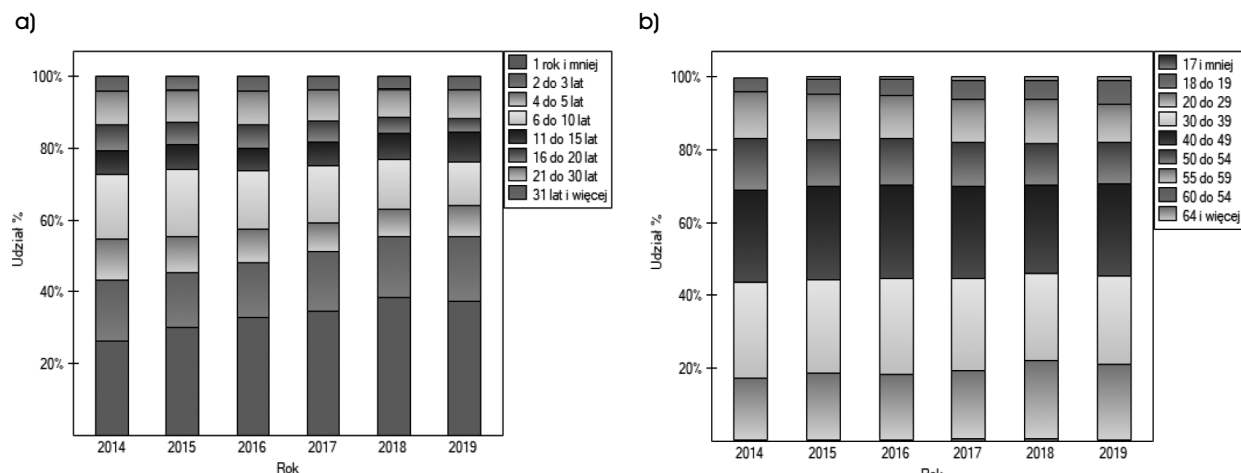 a)
100%
80%
60%
40%
20%
Udział %
2014 2015 2016 2017 2018 2019
Rok
1 rok i mniej
2 do 3 lat
4 do 5 lat
6 do 10 lat
11 do 15 lat
16 do 20 lat
21 do 30 lat
31 lat i więcej
b)
100%
80%
60%
40%
20%
Udział %
2014 2015 2016 2017 2018 2019
Rok
17 i mniej
18 do 19
20 do 29
30 do 39
40 do 49
50 do 54
55 do 59
60 do 54
64 i więcej